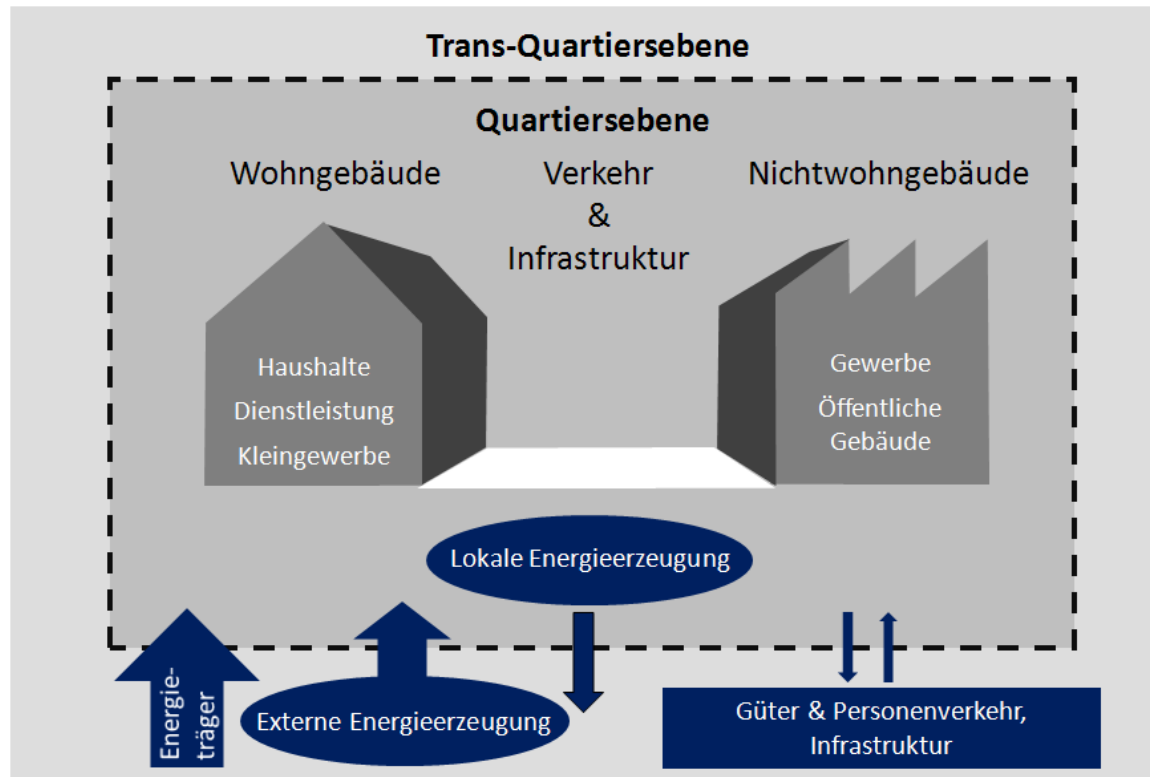 Trans-Quartiersebene
Quartiersebene
Wohngebäude
Verkehr
&
Infrastruktur
Nichtwohngebäude
Haushalte
Dienstleistung
Kleingewerbe
Gewerbe
Öffentliche
Gebäude
Lokale Energieerzeugung
Energie-
träger
Externe Energieerzeugung
Güter & Personenverkehr,
Infrastruktur